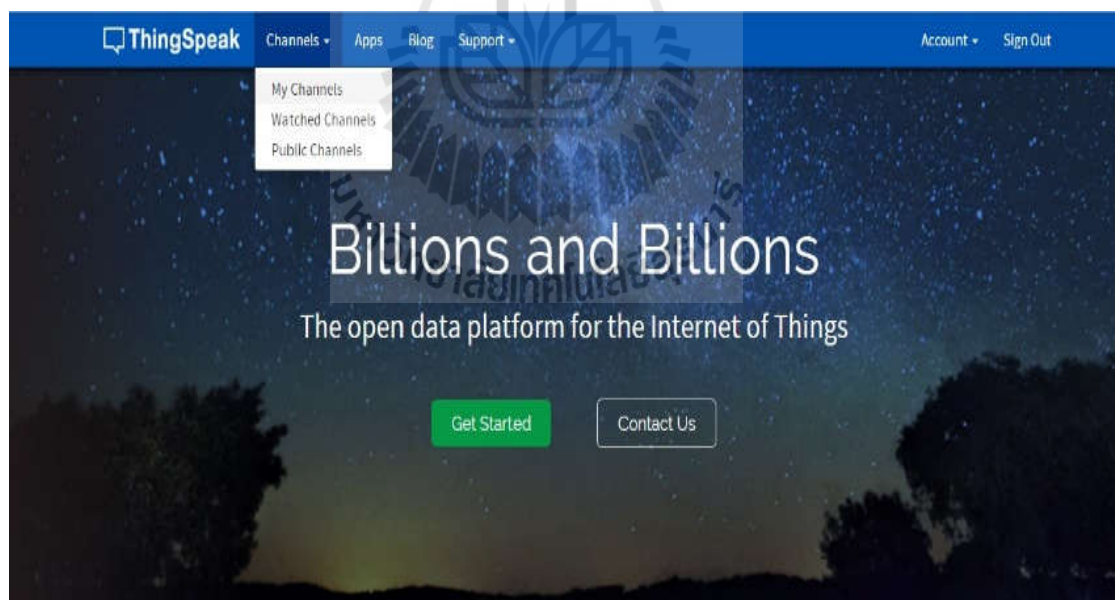 ThingSpeak Channels Apps Blog Support Account Sign Out
My Channels
Watched Channels
Public Channels
Billions and Billions
The open data platform for the Internet of Things
Get Started Contact Us